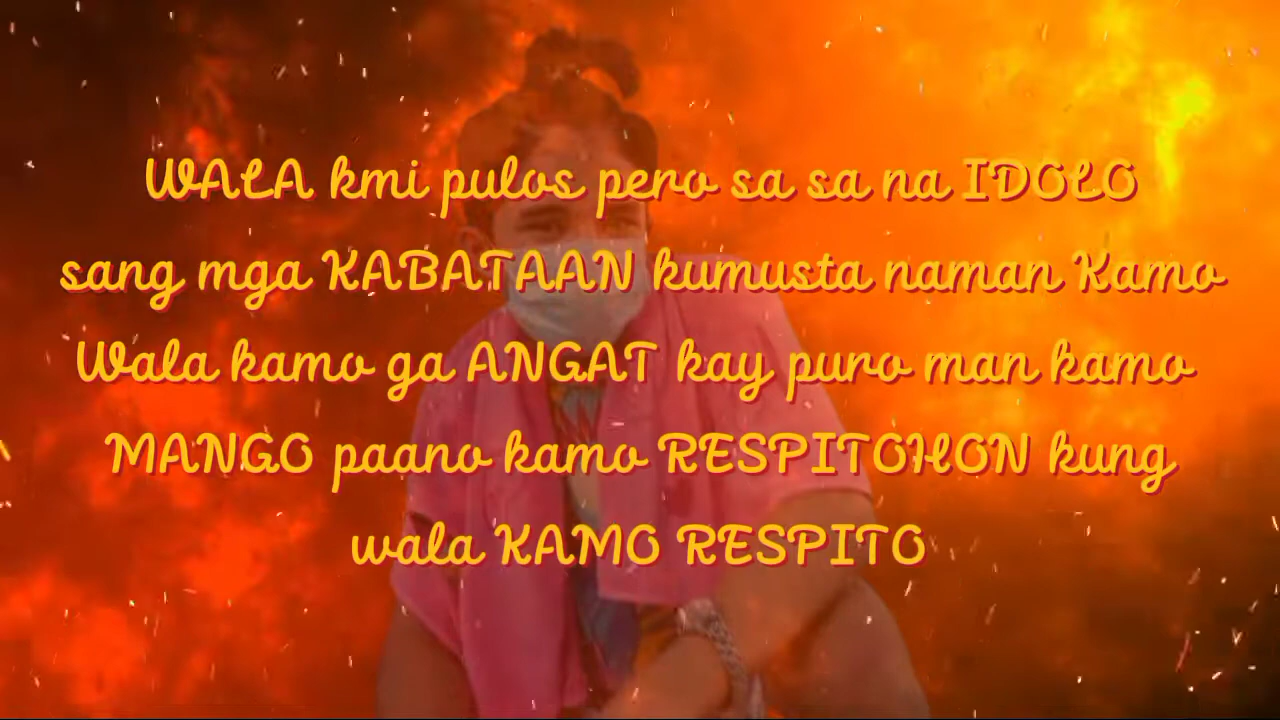 WALA kmi pulos pero sa sa na IDOLO
sang mga KABATAAN kumusta naman Kamo
Wala kamo ga ANGAT kay puro man kamo
MANGO paano kamo RESPITOHON kung
wala KAMO RESPITO